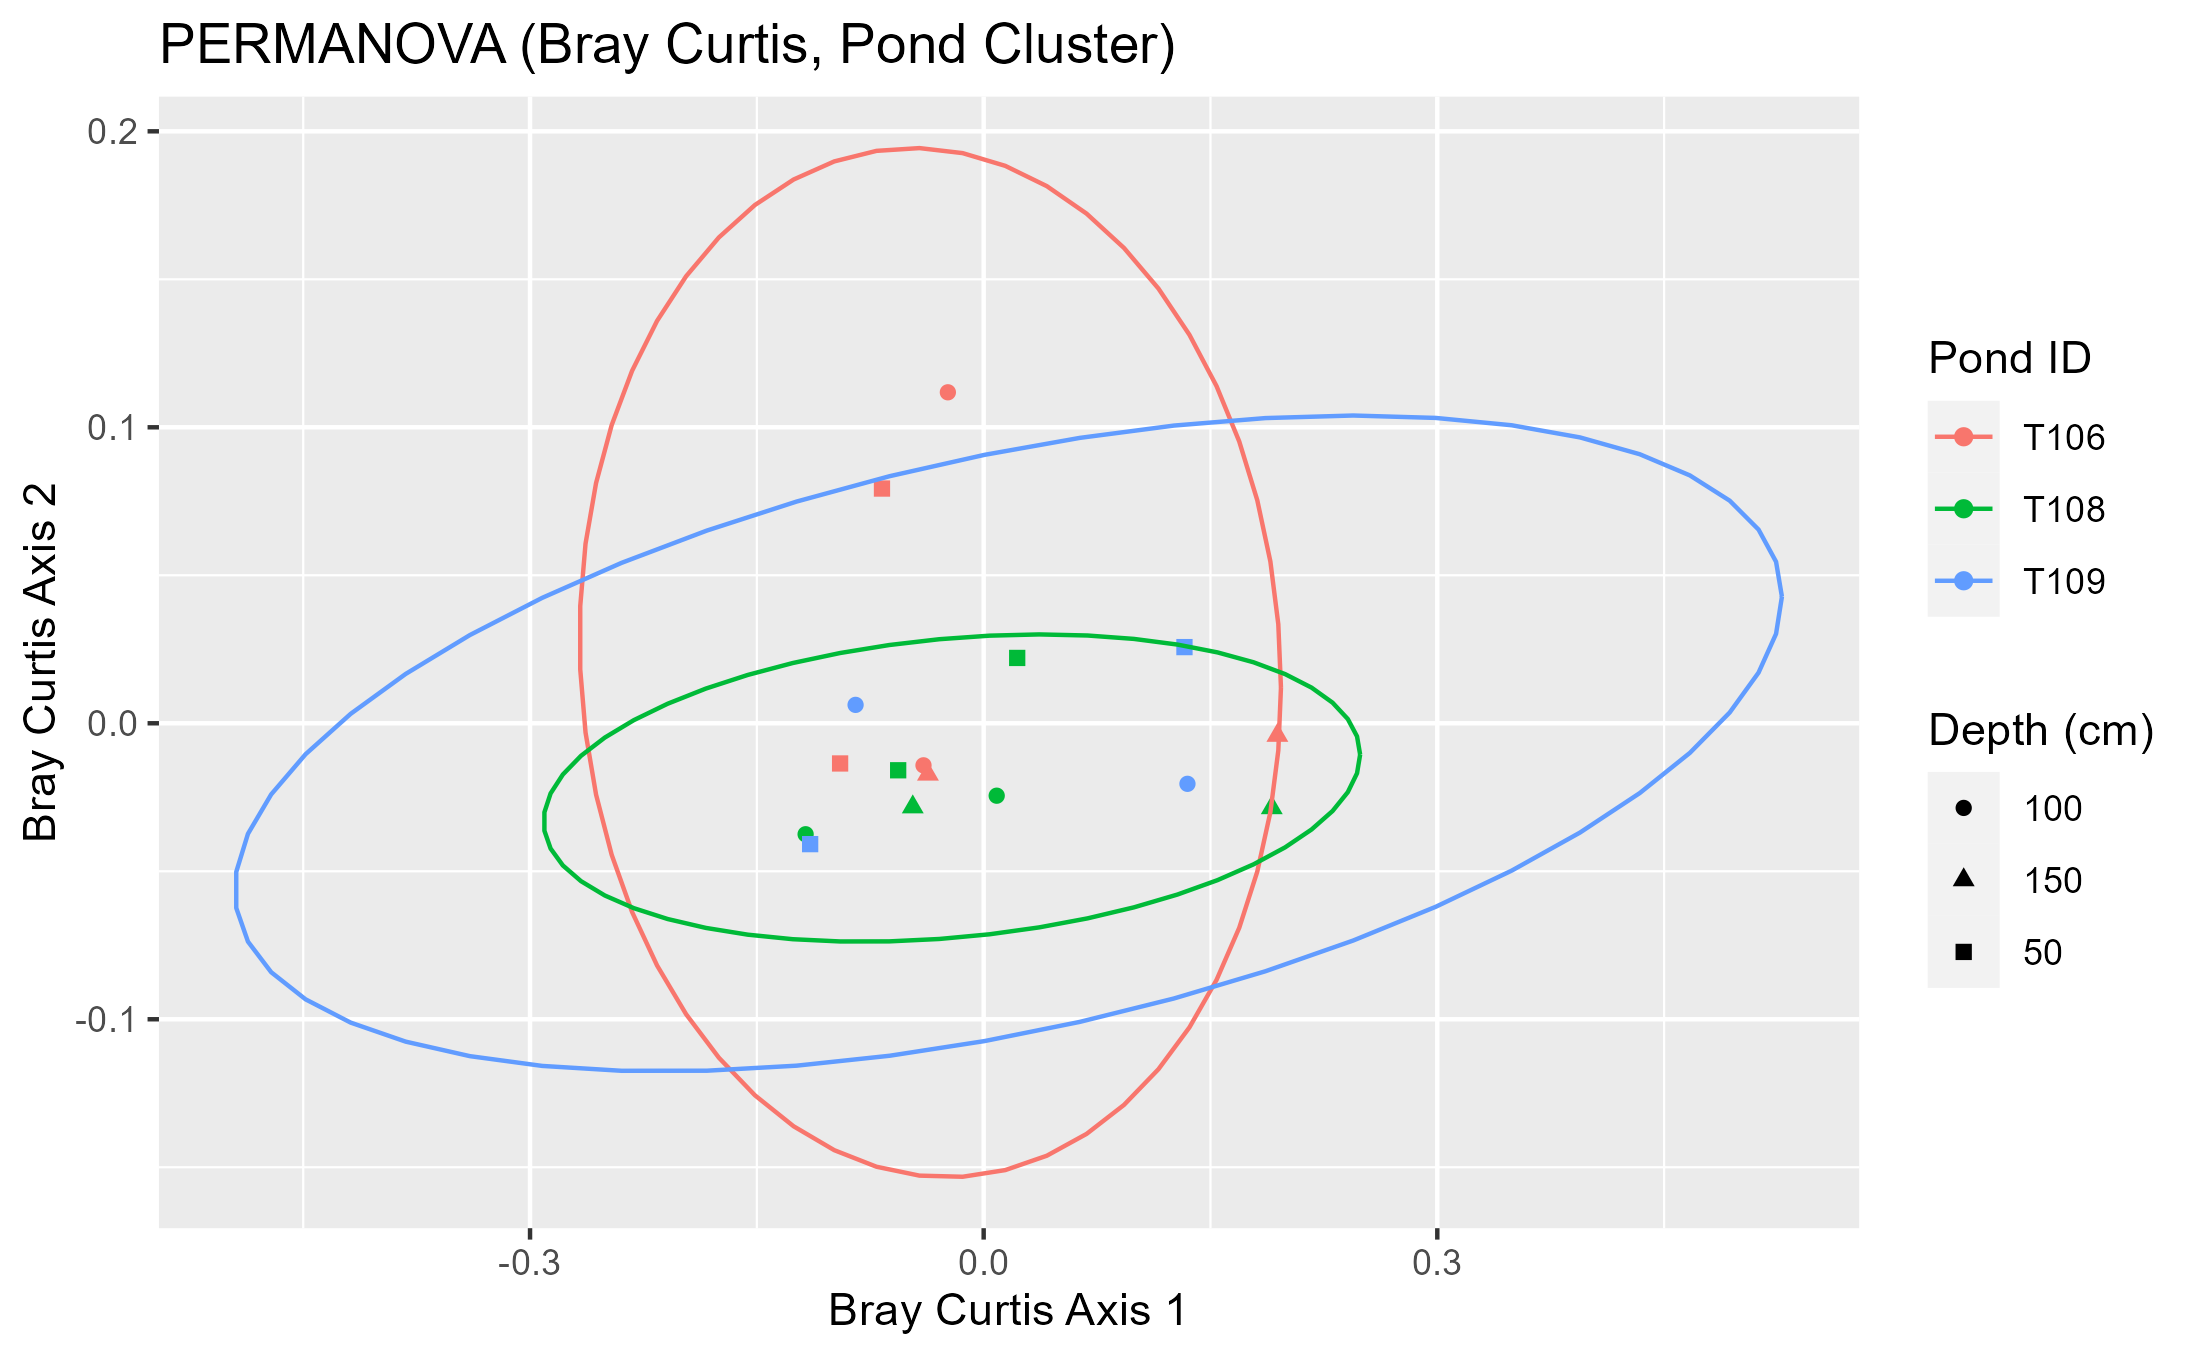 PERMANOVA (Bray Curtis, Pond Cluster)
0.2
0.1
0.0
-0.1
Bray Curtis Axis 2
-0.3
0.0
0.3
Bray Curtis Axis 1
Pond ID
T106
T108
T109
Depth (cm)
100
150
50